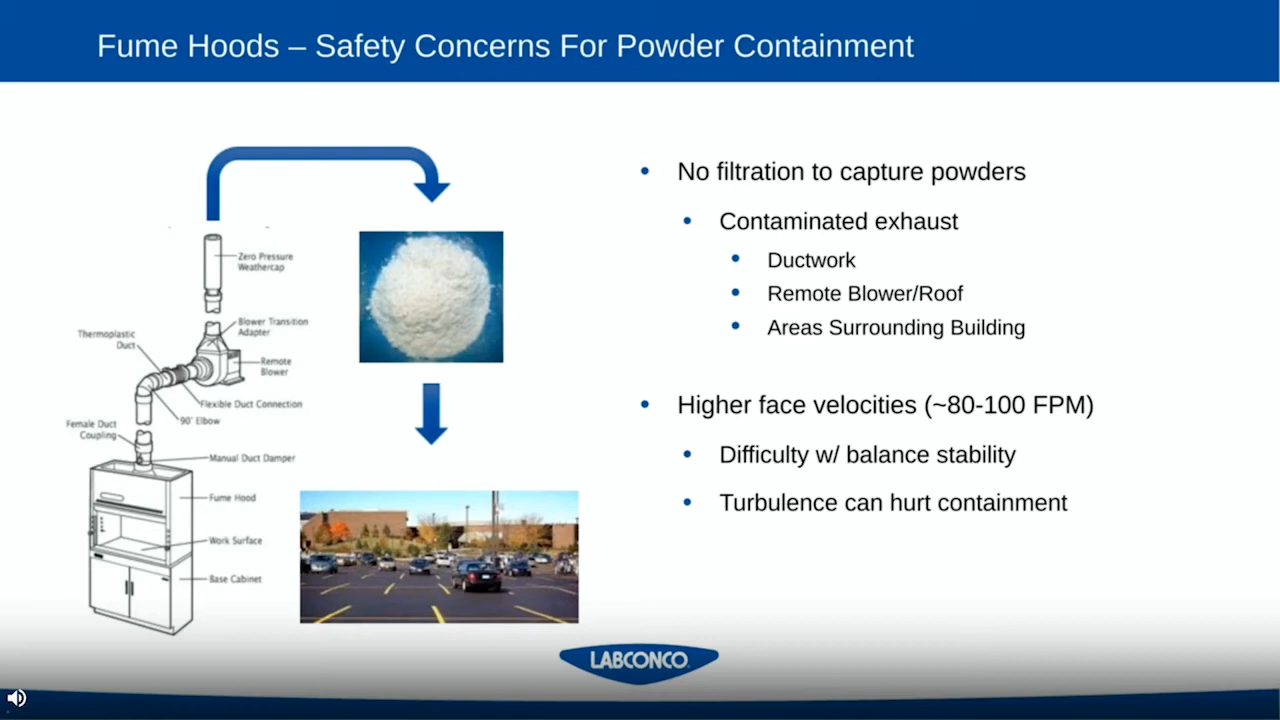 Fume Hoods – Safety Concerns For Powder Containment
Zero Pressure
Weathercap
Blower Transition
Adapter
Thermoplastic
Duct
Remote
Blower
Flexible Duct Connection
90° Elbow
Female Duct
Coupling
Manual Duct Damper
Fume Hood
Work Surface
Base Cabinet
• No filtration to capture powders
• Contaminated exhaust
• Ductwork
• Remote Blower/Roof
• Areas Surrounding Building
• Higher face velocities (~80-100 FPM)
• Difficulty w/ balance stability
• Turbulence can hurt containment
LABCONCO